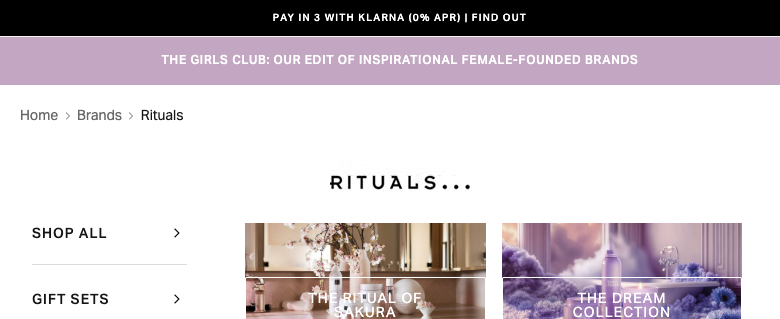 PAY IN 3 WITH KLARNA (0% APR) | FIND OUT
THE GIRLS CLUB: OUR EDIT OF INSPIRATIONAL FEMALE-FOUNDED BRANDS
Home > Brands > Rituals
RITUALS...
SHOP ALL
GIFT SETS
THE RITUAL OF
SAKURA
THE DREAM
COLLECTION